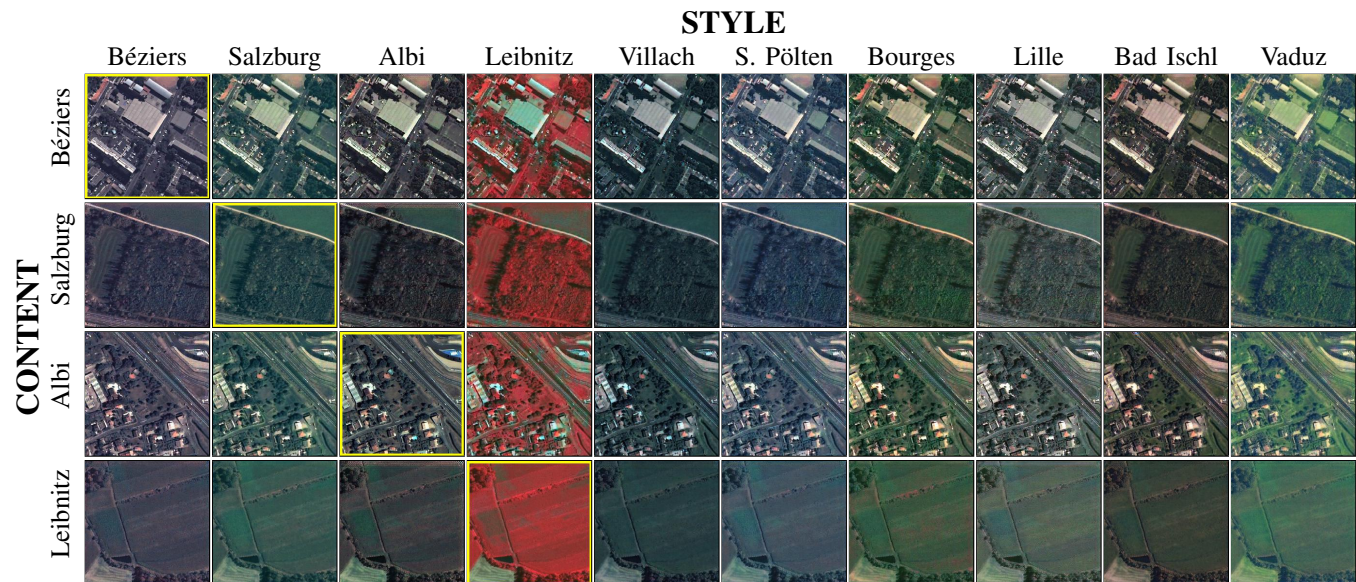 STYLE
Béziers Salzburg Albi Leibnitz Villach S. Pölten Bourges Lille Bad Ischl Vaduz
CONTENT
Béziers
Salzburg
Albi
Leibnitz